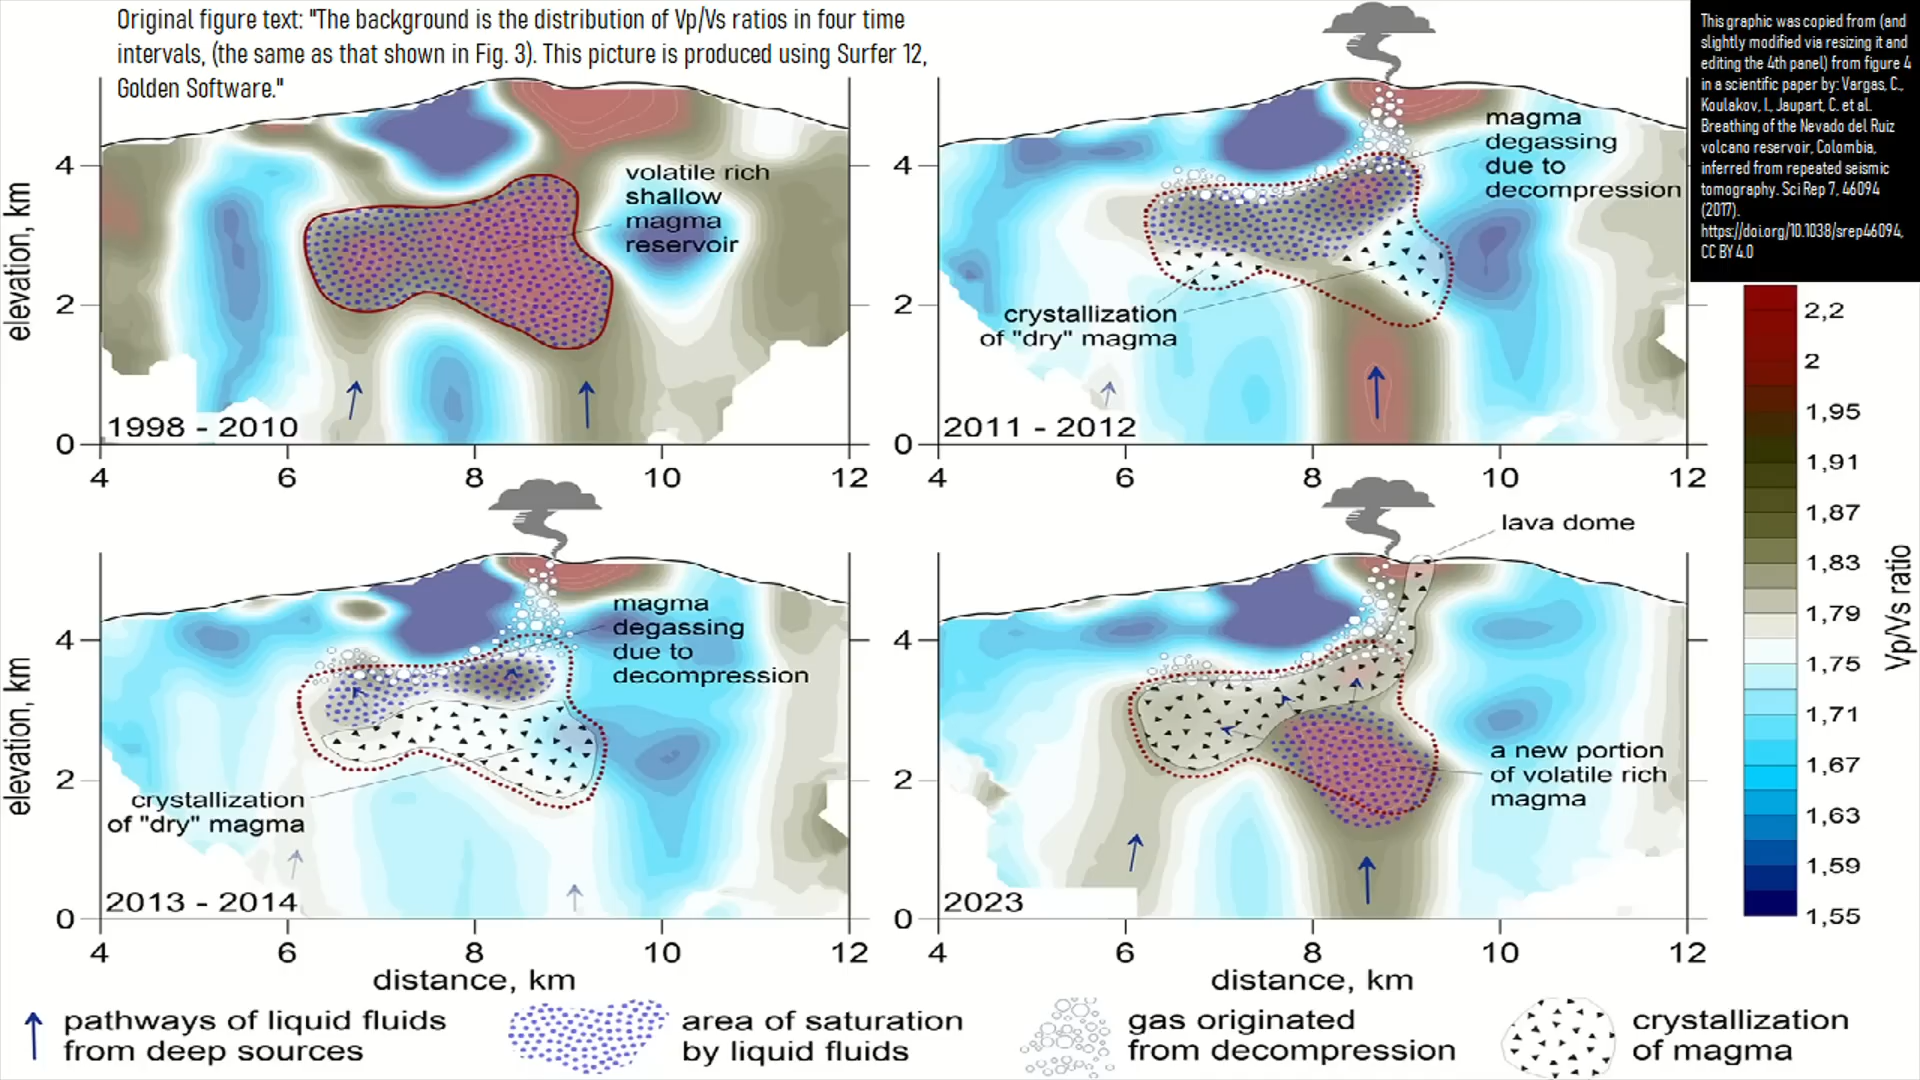 Original figure text: "The background is the distribution of Vp/Vs ratios in four time
intervals, (the same as that shown in Fig. 3). This picture is produced using Surfer 12,
Golden Software."
This graphic was copied from (and
slightly modified via resizing it and
editing the 4th panel) from figure 4
in a scientific paper by: Vargas, C.,
Koulakov, I., Jaupart, C. et al.
Breathing of the Nevado del Ruiz
volcano reservoir, Colombia,
inferred from repeated seismic
tomography. Sci Rep 7, 46094
(2017).
https://doi.org/10.1038/srep46094,
CC BY 4.0
elevation, km
4
2
0
volatile rich
shallow
magma
reservoir
1998 - 2010
4 6 8 10 12
4
2
0
magma
degassing
due to
decompression
crystallization
of "dry" magma
2011 - 2012
4 6 8 10 12
elevation, km
4
2
0
magma
degassing
due to
decompression
crystallization
of "dry" magma
2013 - 2014
4 6 8 10 12
distance, km
4
2
0
lava dome
a new portion
of volatile rich
magma
2023
4 6 8 10 12
distance, km
2,2
2
1,95
1,91
1,87
1,83
1,79
1,75
1,71
1,67
1,63
1,59
1,55
Vp/Vs ratio
pathways of liquid fluids
from deep sources
area of saturation
by liquid fluids
gas originated
from decompression
crystallization
of magma